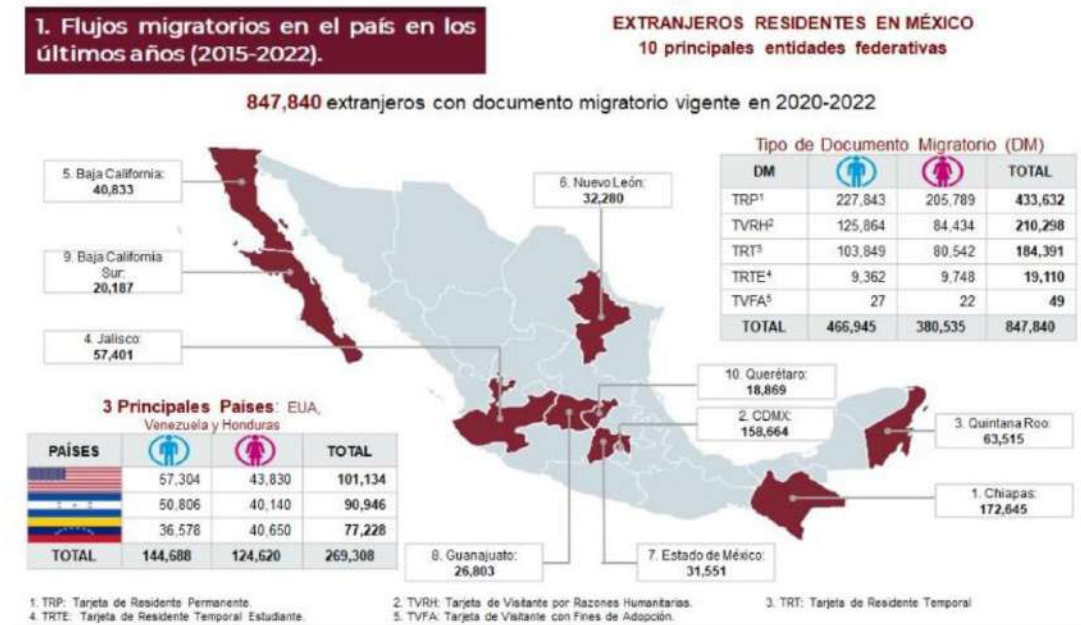 1. Flujos migratorios en el país en los
últimos años (2015-2022).
EXTRANJEROS RESIDENTES EN MÉXICO
10 principales entidades federativas
847,840 extranjeros con documento migratorio vigente en 2020-2022
5. Baja California:
40,833
9. Baja California
Sur:
20,187
4. Jalisco:
57,401
6. Nuevo León:
32,280
Tipo de Documento Migratorio (DM)
DM TOTAL
TRP¹ 227,843 205,789 433,632
TVRH² 125,864 84,434 210,298
TRT³ 103,849 80,542 184,391
TRTE⁴ 9,362 9,748 19,110
TVFA⁵ 27 22 49
TOTAL 466,945 380,535 847,840
10. Querétaro:
18,869
2. CDMX:
158,664
3. Quintana Roo:
63,515
1. Chiapas:
172,645
3 Principales Países: EUA,
Venezuela y Honduras
PAÍSES TOTAL
57,304 43,830 101,134
50,806 40,140 90,946
36,578 40,650 77,228
TOTAL 144,688 124,620 269,308
8. Guanajuato:
26,803
7. Estado de México:
31,551
1. TRP: Tarjeta de Residente Permanente. 2. TVRH: Tarjeta de Visitante por Razones Humanitarias. 3. TRT: Tarjeta de Residente Temporal
4. TRTE: Tarjeta de Residente Temporal Estudiante. 5. TVFA: Tarjeta de Visitante con Fines de Adopción.